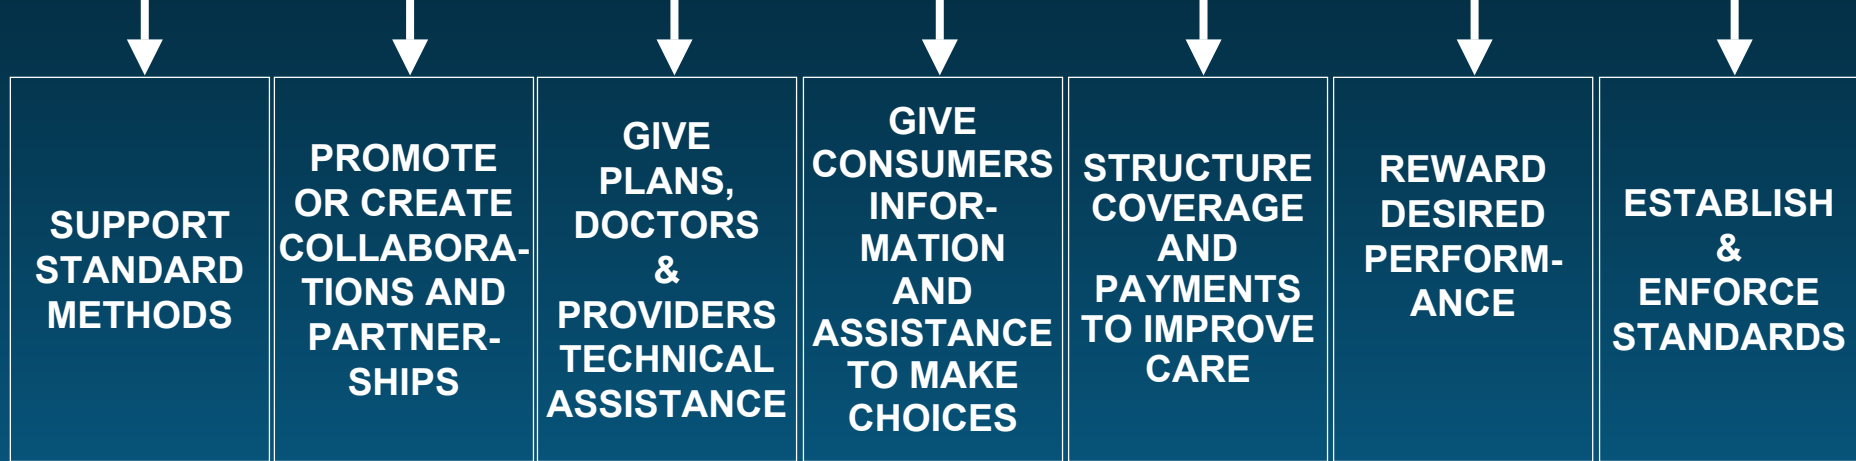 SUPPORT
STANDARD
METHODS
PROMOTE
OR CREATE
COLLABORA-
TIONS AND
PARTNER-
SHIPS
GIVE
PLANS,
DOCTORS
&
PROVIDERS
TECHNICAL
ASSISTANCE
GIVE
CONSUMERS
INFOR-
MATION
AND
ASSISTANCE
TO MAKE
CHOICES
STRUCTURE
COVERAGE
AND
PAYMENTS
TO IMPROVE
CARE
REWARD
DESIRED
PERFORM-
ANCE
ESTABLISH
&
ENFORCE
STANDARDS